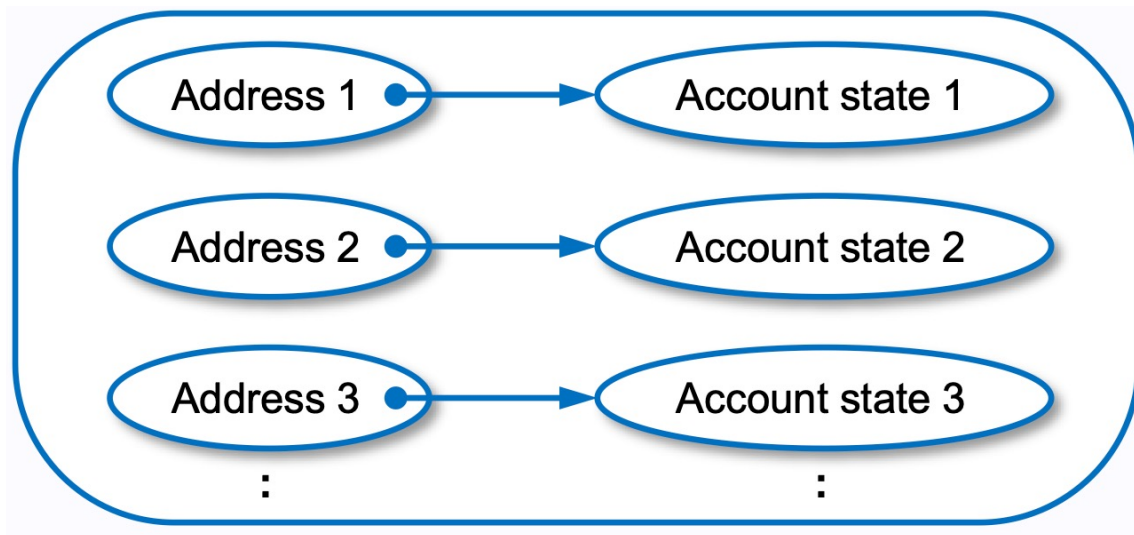 Address 1 Account state 1
Address 2 Account state 2
Address 3 Account state 3
: :